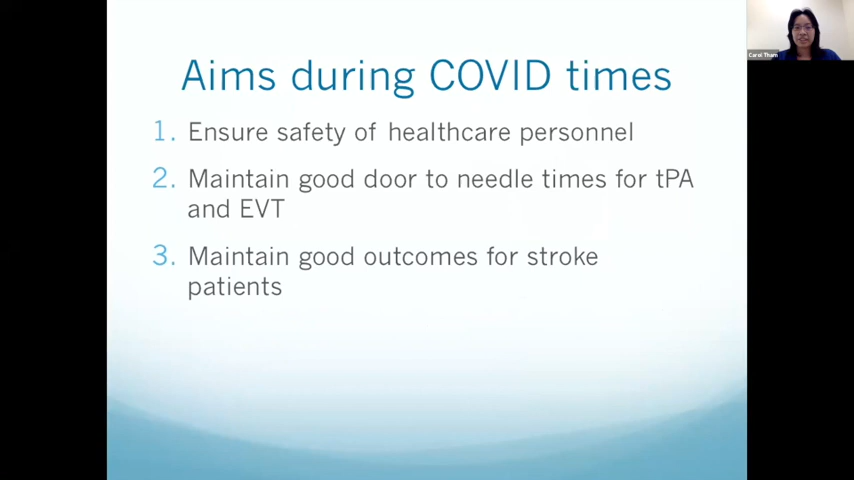 Aims during COVID times
1. Ensure safety of healthcare personnel
2. Maintain good door to needle times for tPA
and EVT
3. Maintain good outcomes for stroke
patients
Carol Tham